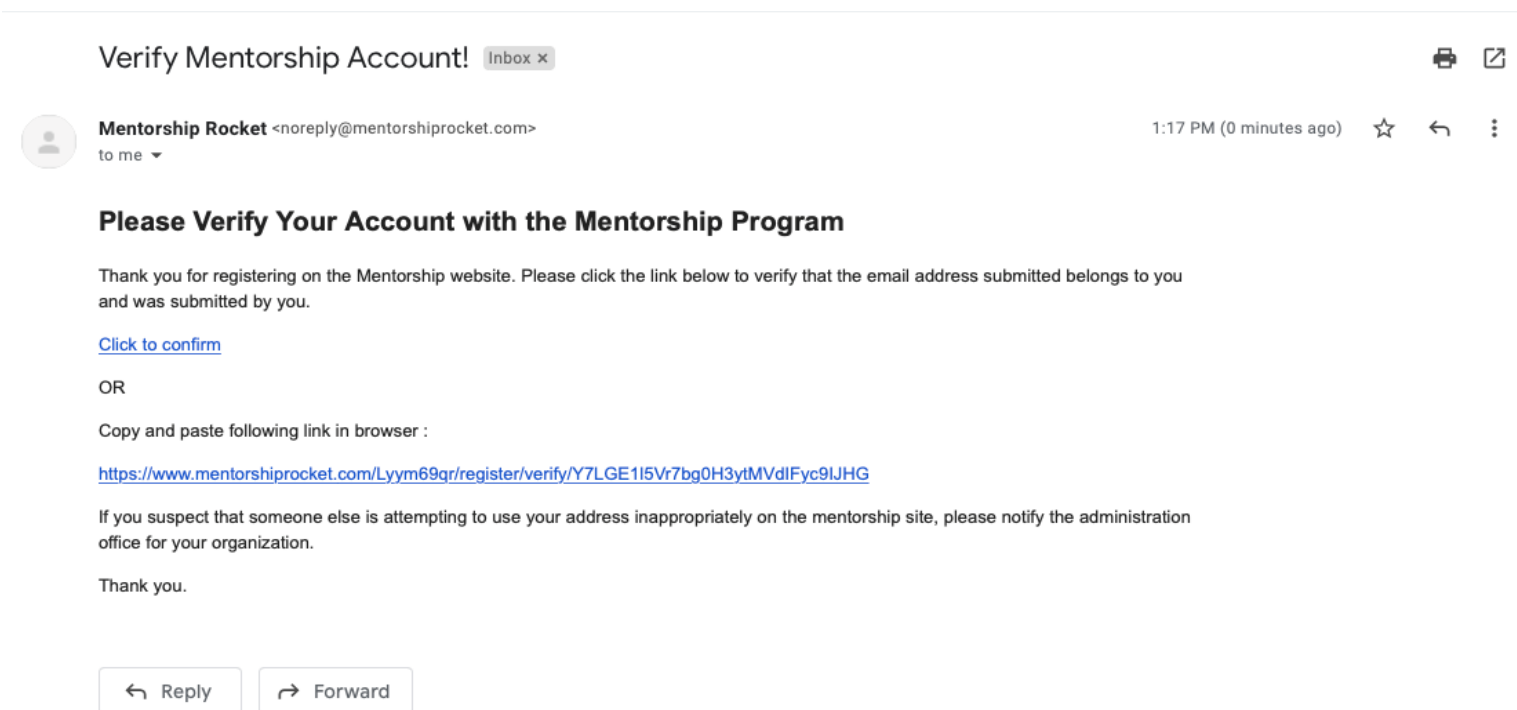 Verify Mentorship Account! Inbox ×
Mentorship Rocket <noreply@mentorshiprocket.com> 1:17 PM (0 minutes ago)
to me
Please Verify Your Account with the Mentorship Program
Thank you for registering on the Mentorship website. Please click the link below to verify that the email address submitted belongs to you
and was submitted by you.
Click to confirm
OR
Copy and paste following link in browser :
https://www.mentorshiprocket.com/Lyym69qr/register/verify/Y7LGE1I5Vr7bg0H3ytMVdIFyc9IJHG
If you suspect that someone else is attempting to use your address inappropriately on the mentorship site, please notify the administration
office for your organization.
Thank you.
Reply Forward